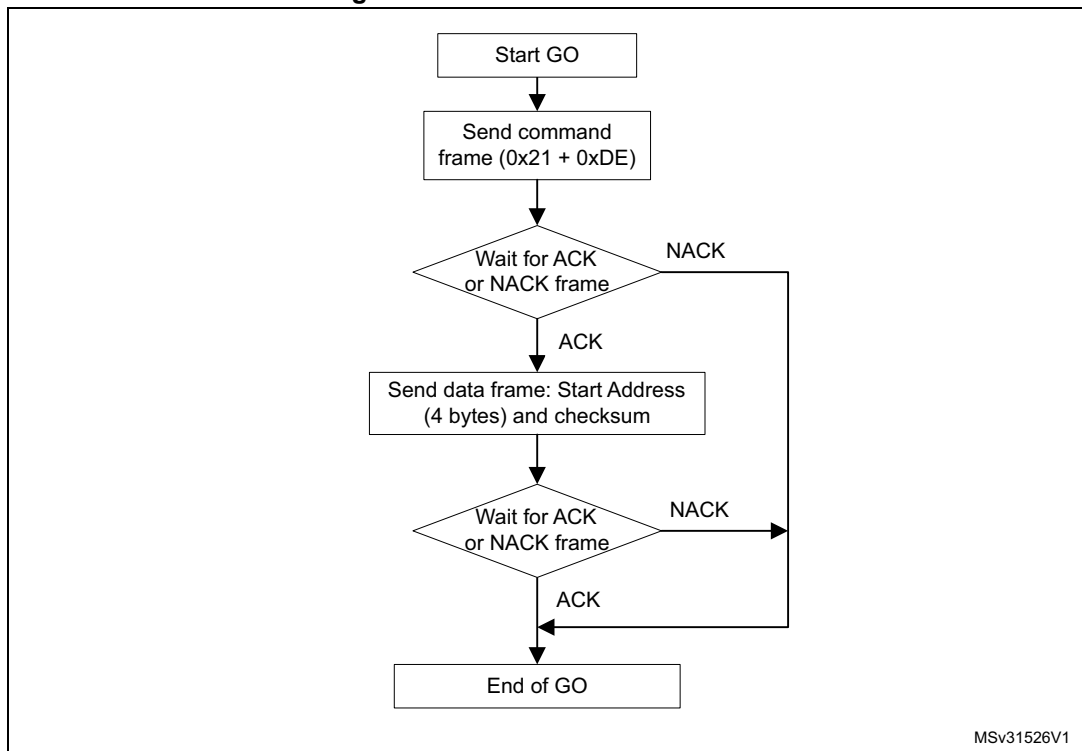 Start GO
Send command
frame (0x21 + 0xDE)
Wait for ACK
or NACK frame
NACK
ACK
Send data frame: Start Address
(4 bytes) and checksum
Wait for ACK
or NACK frame
NACK
ACK
End of GO
MSv31526V1